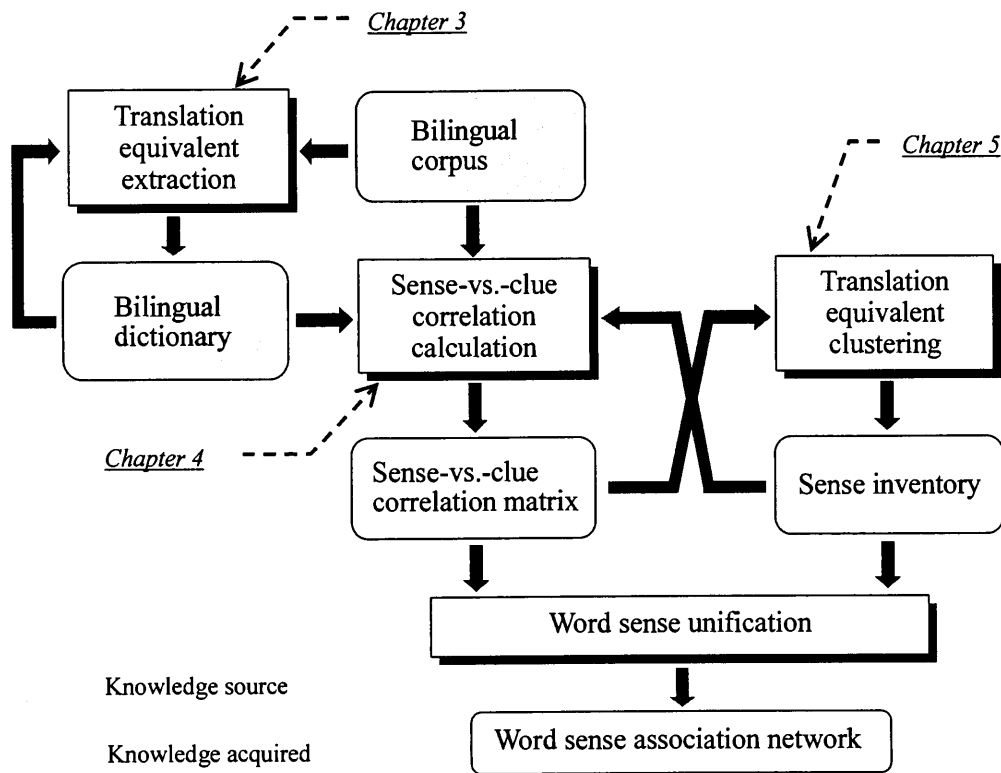 Chapter 3
Translation
equivalent
extraction
Bilingual
corpus
Chapter 5
Bilingual
dictionary
Sense-vs.-clue
correlation
calculation
Translation
equivalent
clustering
Chapter 4
Sense-vs.-clue
correlation matrix
Sense inventory
Word sense unification
Knowledge source
Word sense association network
Knowledge acquired